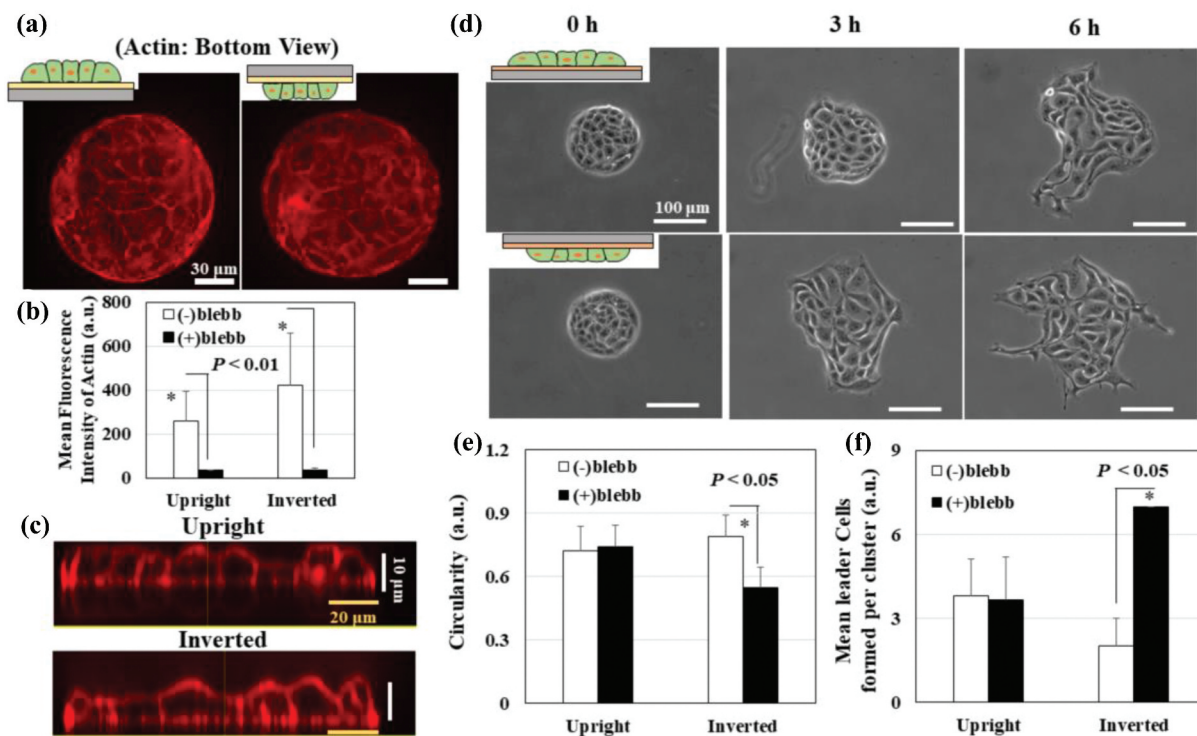 (a)
(Actin: Bottom View)
30 µm
(b)
Mean Fluorescence
Intensity of Actin (a.u.)
800
600
400
200
0
(-)blebb
(+)blebb
*
P < 0.01
*
Upright
Inverted
(c)
Upright
10 µm
20 µm
Inverted
(d)
0 h
3 h
6 h
100 µm
(e)
Circularity (a.u.)
1.2
0.9
0.6
0.3
0
(-)blebb
(+)blebb
P < 0.05
*
Upright
Inverted
(f)
Mean leader Cells
formed per cluster (a.u.)
9
6
3
0
(-)blebb
(+)blebb
P < 0.05
*
Upright
Inverted